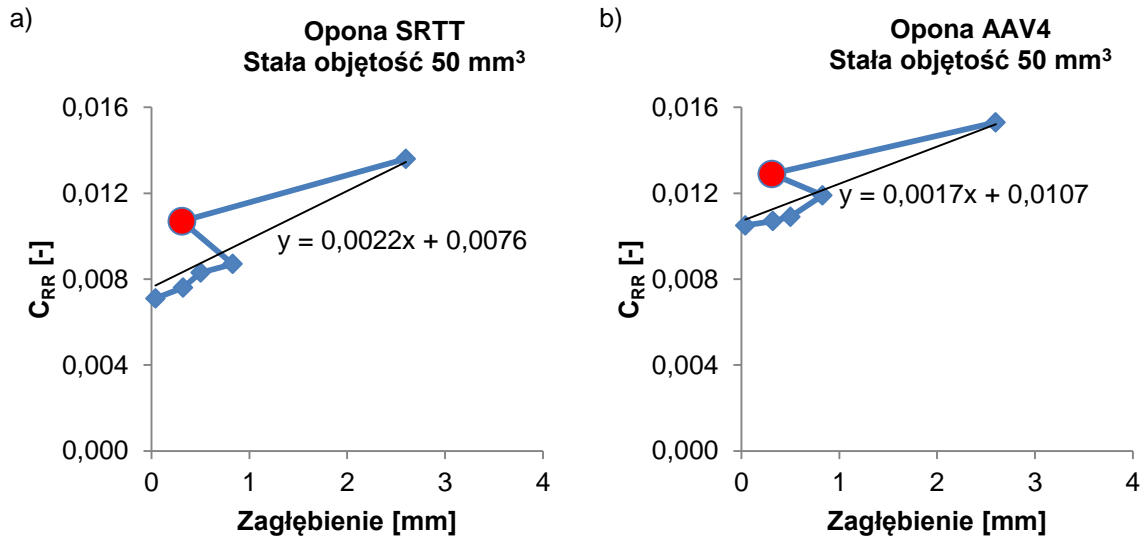 a)
Opona SRTT
Stała objętość 50 mm³
0,016
0,012
0,008
0,004
0,000
C_RR [-]
y = 0,0022x + 0,0076
0 1 2 3 4
Zagłębienie [mm]
b)
Opona AAV4
Stała objętość 50 mm³
0,016
0,012
0,008
0,004
0,000
C_RR [-]
y = 0,0017x + 0,0107
0 1 2 3 4
Zagłębienie [mm]